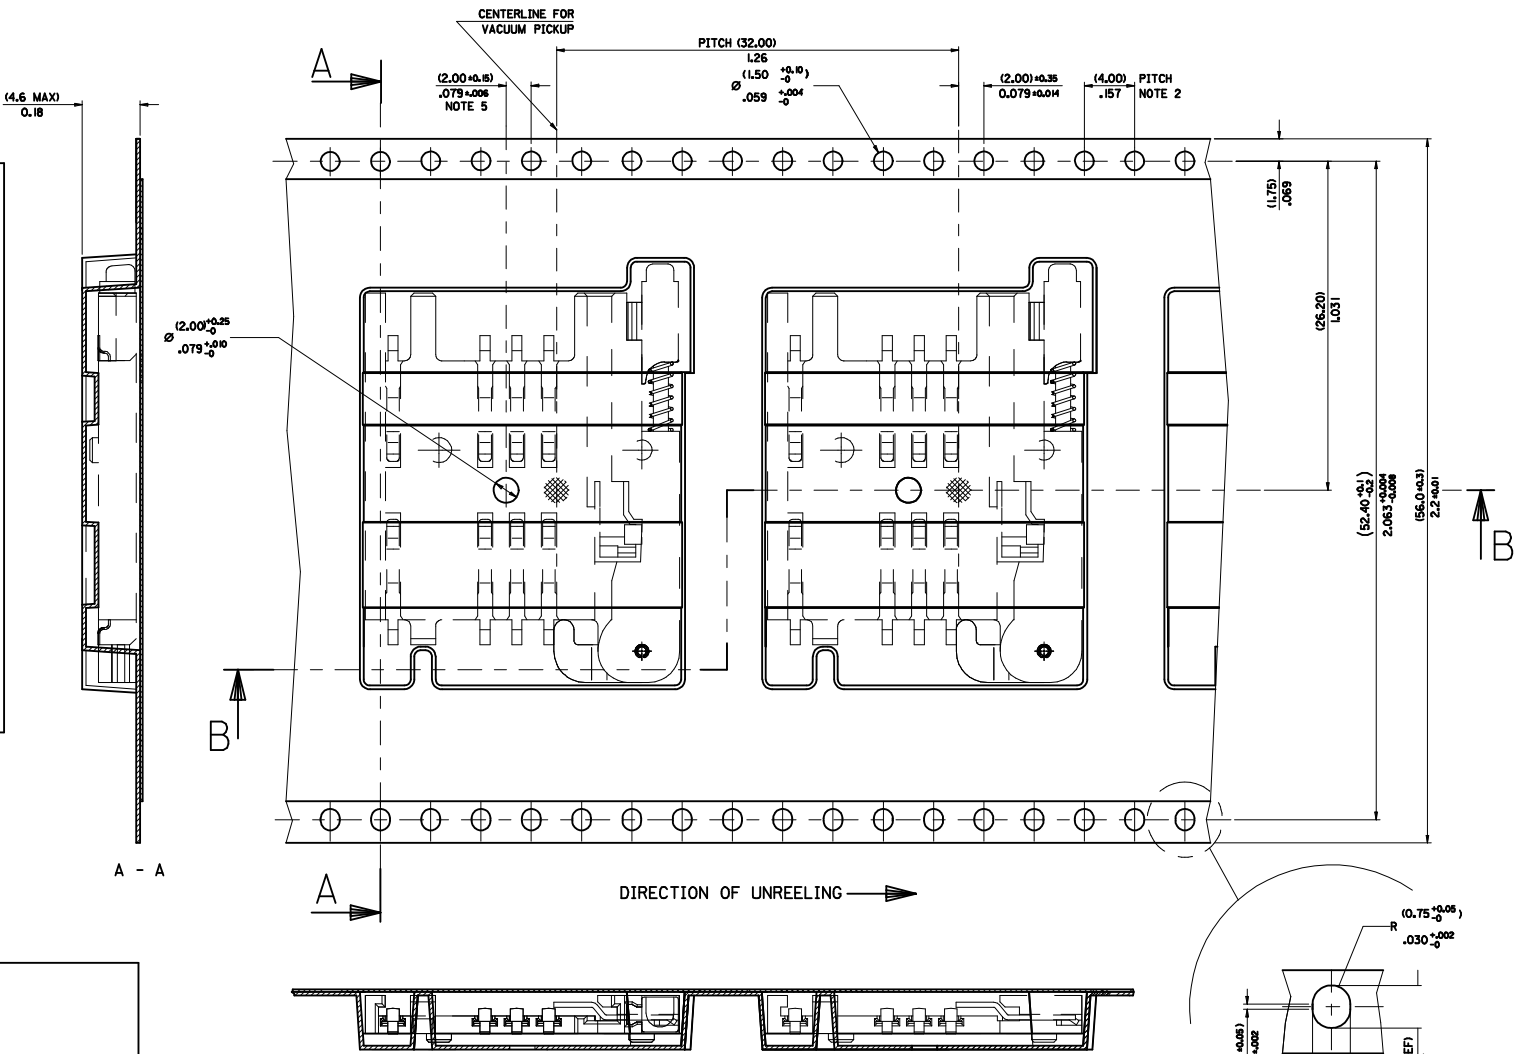 CENTERLINE FOR
VACUUM PICKUP
PITCH (32.00)
1.26
A
(4.6 MAX)
0.18
(2.00±0.15)
.079±.006
NOTE 5
Ø (1.50 +0.10 -0)
.059 +.004 -0
(2.00)±0.35
0.079±0.014
(4.00) PITCH
.157 NOTE 2
(1.75)
.069
(26.20)
1.031
(52.40 +0.1 -0.2)
2.063 +0.004 -0.008
(56.0±0.3)
2.2±0.01
Ø (2.00) +0.25 -0
.079 +.010 -0
B
B
A - A
A
DIRECTION OF UNREELING
R (0.75 +0.05 -0)
.030 +.002 -0
±0.05)
±.002
EF)